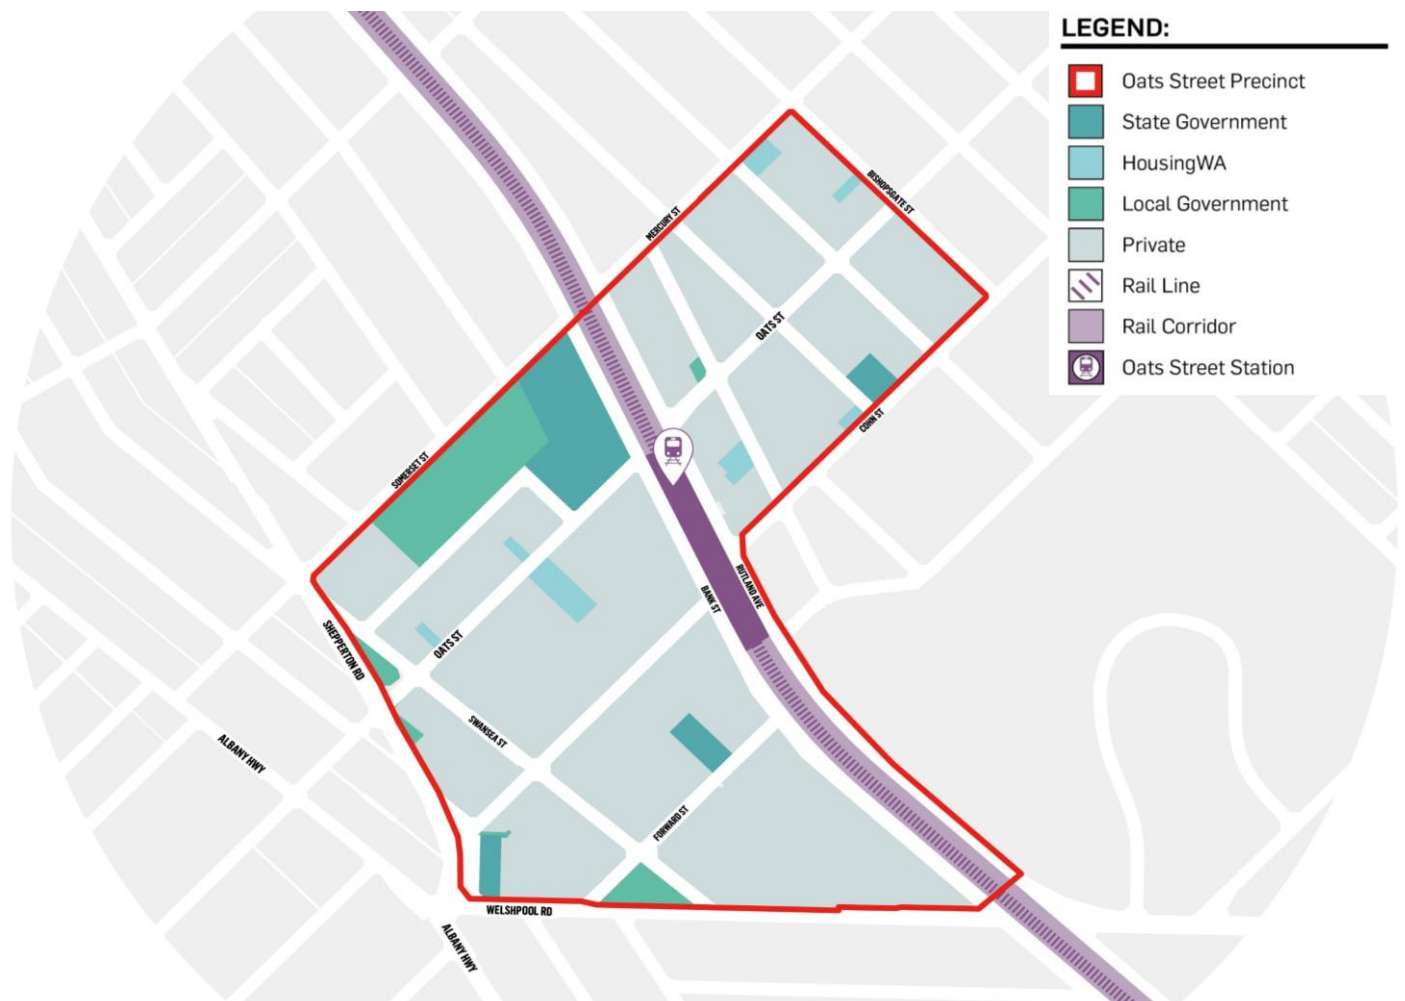 LEGEND:
Oats Street Precinct
State Government
HousingWA
Local Government
Private
Rail Line
Rail Corridor
Oats Street Station
BISHOPSGATE ST
MERCURY ST
OATS ST
COHN ST
SOMERSET ST
RUTLAND AVE
BANK ST
SHEPPERTON RD
OATS ST
SWANSEA ST
ALBANY HWY
FORWARD ST
WELSHPOOL RD
ALBANY HWY